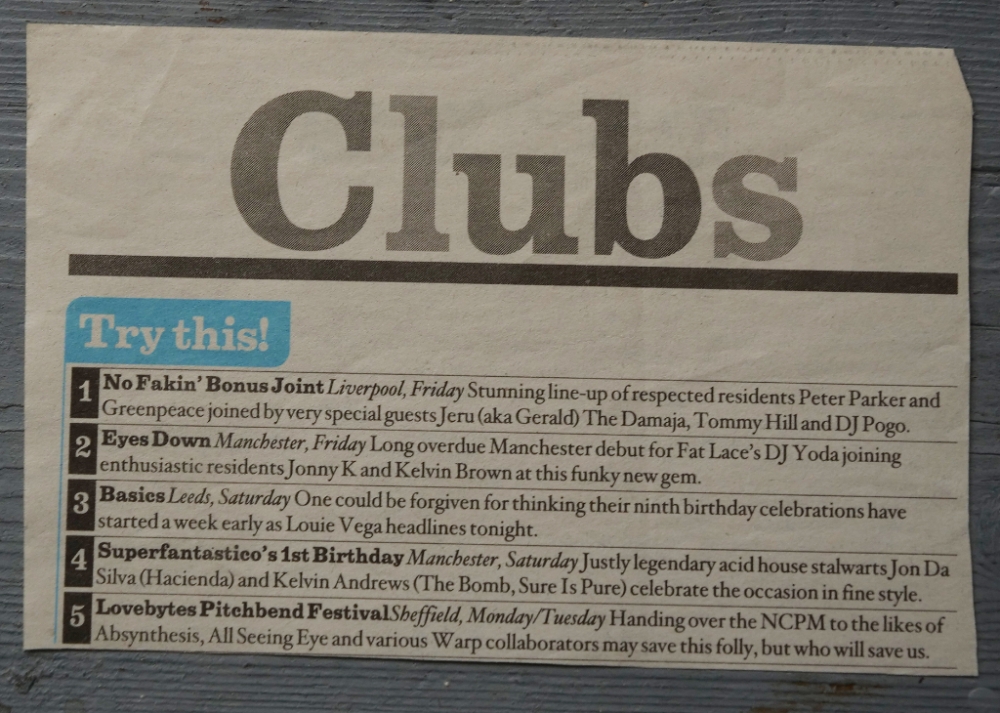 Clubs
Try this!
1 No Fakin' Bonus Joint Liverpool, Friday Stunning line-up of respected residents Peter Parker and
Greenpeace joined by very special guests Jeru (aka Gerald) The Damaja, Tommy Hill and DJ Pogo.
2 Eyes Down Manchester, Friday Long overdue Manchester debut for Fat Lace's DJ Yoda joining
enthusiastic residents Jonny K and Kelvin Brown at this funky new gem.
3 Basics Leeds, Saturday One could be forgiven for thinking their ninth birthday celebrations have
started a week early as Louie Vega headlines tonight.
4 Superfantastico's 1st Birthday Manchester, Saturday Justly legendary acid house stalwarts Jon Da
Silva (Hacienda) and Kelvin Andrews (The Bomb, Sure Is Pure) celebrate the occasion in fine style.
5 Lovebytes Pitchbend Festival Sheffield, Monday/Tuesday Handing over the NCPM to the likes of
Absynthesis, All Seeing Eye and various Warp collaborators may save this folly, but who will save us.